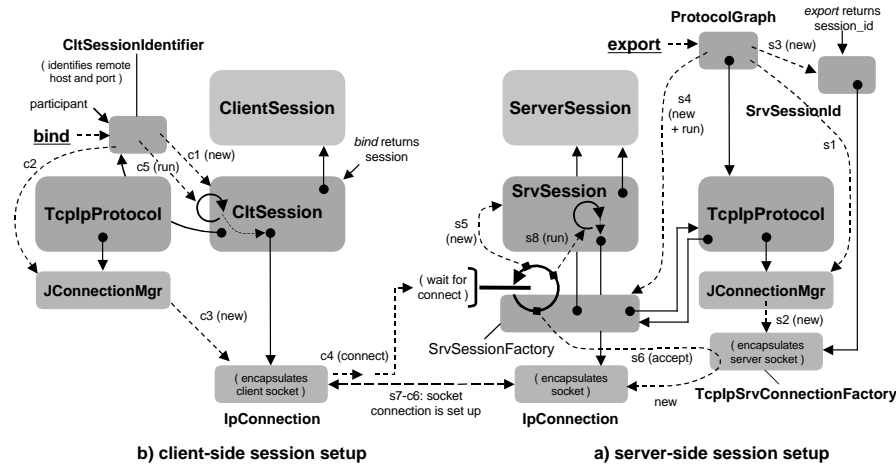 CltSessionIdentifier
( identifies remote
host and port )
participant
bind
c2
c5 (run)
c1 (new)
ClientSession
bind returns
session
TcpIpProtocol
CltSession
JConnectionMgr
c3 (new)
c4 (connect)
( encapsulates
client socket )
IpConnection
s7-c6: socket
connection is set up
b) client-side session setup
export returns
session_id
ProtocolGraph
export
s3 (new)
SrvSessionId
s4
(new
+ run)
s1
ServerSession
SrvSession
s5
(new)
s8 (run)
TcpIpProtocol
( wait for
connect )
JConnectionMgr
SrvSessionFactory
s2 (new)
s6 (accept)
( encapsulates
server socket )
TcpIpSrvConnectionFactory
new
( encapsulates
socket )
IpConnection
a) server-side session setup